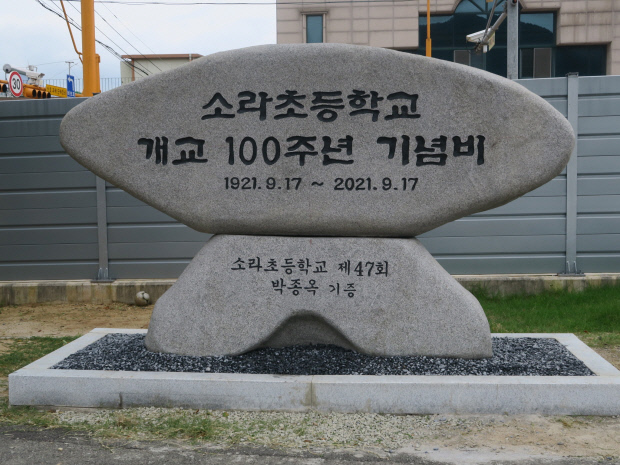 소라초등학교
개교 100주년 기념비
1921.9.17 ~ 2021.9.17
소라초등학교 제47회
박종옥 기증
30